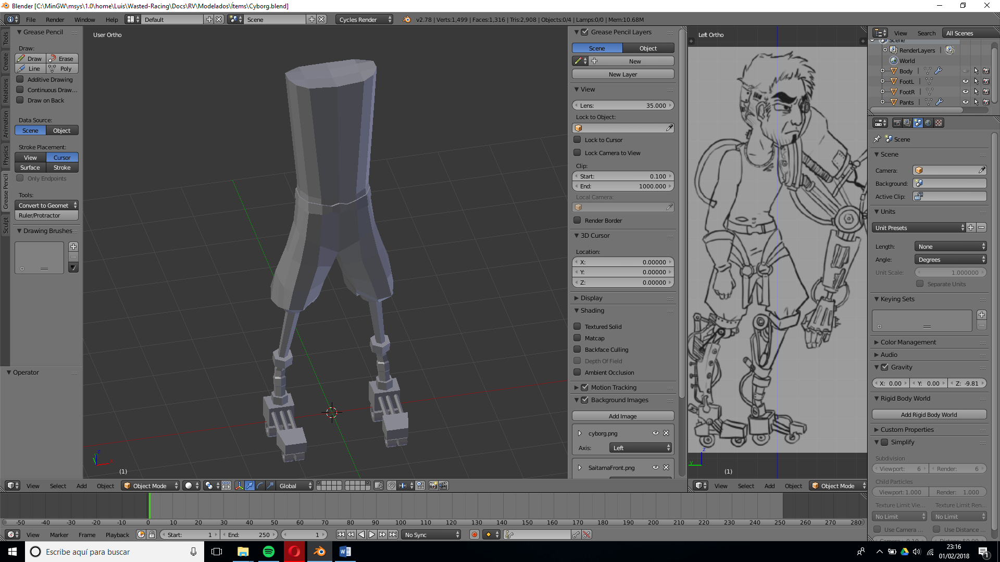 Blender [C:\MinGW\msys\1.0\home\Luis\Wasted-Racing\Docs\RV\Modelados\Ítems\Cyborg.blend]
File Render Window Help Default Scene Cycles Render v2.78 | Verts:1,499 | Faces:1,316 | Tris:2,908 | Objects:0/4 | Lamps:0/0 | Mem:10.68M
Tools
Create
Relations
Animation
Physics
Grease Pencil
Sculpt
Grease Pencil
Draw:
Draw Erase
Line Poly
Additive Drawing
Continuous Draw...
Draw on Back
Data Source:
Scene Object
Stroke Placement:
View Cursor
Surface Stroke
Only Endpoints
Tools:
Convert to Geomet
Ruler/Protractor
Drawing Brushes
Operator
User Ortho
(1)
Grease Pencil Layers
Scene Object
New
New Layer
View
Lens: 35.000
Lock to Object:
Lock to Cursor
Lock Camera to View
Clip:
Start: 0.100
End: 1000.000
Local Camera:
Render Border
3D Cursor
Location:
X: 0.00000
Y: 0.00000
Z: 0.00000
Display
Shading
Textured Solid
Matcap
Backface Culling
Depth Of Field
Ambient Occlusion
Motion Tracking
Background Images
Add Image
cyborg.png
Axis: Left
SaitamaFront.png
Left Ortho
z
y
(1)
View Search All Scenes
Scene
RenderLayers
World
Body
FootL
FootR
Pants
Scene
Scene
Camera:
Background:
Active Clip:
Units
Unit Presets
Length: None
Angle: Degrees
Unit Scale: 1.000000
Separate Units
Keying Sets
Color Management
Audio
Gravity
X: 0.00 Y: 0.00 Z: -9.81
Rigid Body World
Add Rigid Body World
Custom Properties
Simplify
Subdivision
Viewport: 6 Render: 6
Child Particles
Viewport: 1.000 Render: 1.000
Texture Limit Vie... Texture Limit Ren...
No Limit No Limit
Use Camera ... Use Distance ...
View Select Add Object Object Mode Global
View Select Add Object Object Mode
-50 -40 -30 -20 -10 0 10 20 30 40 50 60 70 80 90 100 110 120 130 140 150 160 170 180 190 200 210 220 230 240 250 260 270 280
View Marker Frame Playback Start: 1 End: 250 1 No Sync
Escribe aquí para buscar
23:16
01/02/2018
1